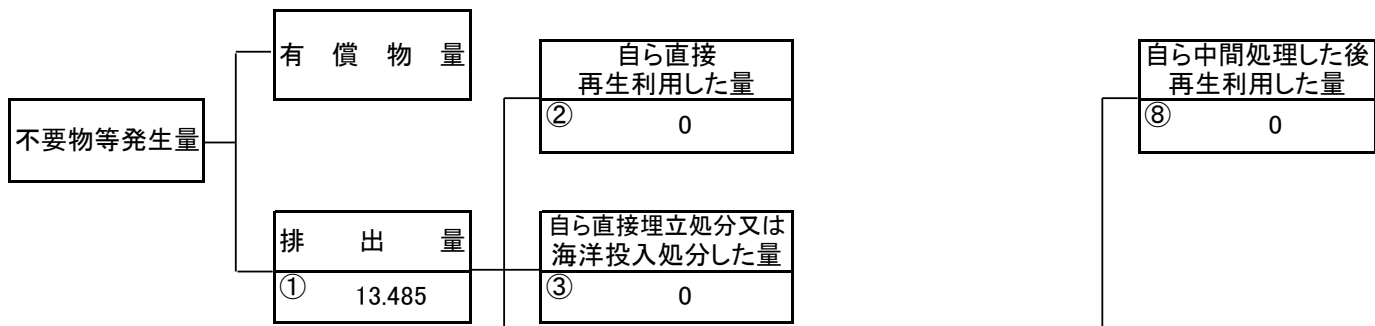 有償物量
自ら直接
再生利用した量
② 0
自ら中間処理した後
再生利用した量
⑧ 0
不要物等発生量
排出量
① 13.485
自ら直接埋立処分又は
海洋投入処分した量
③ 0